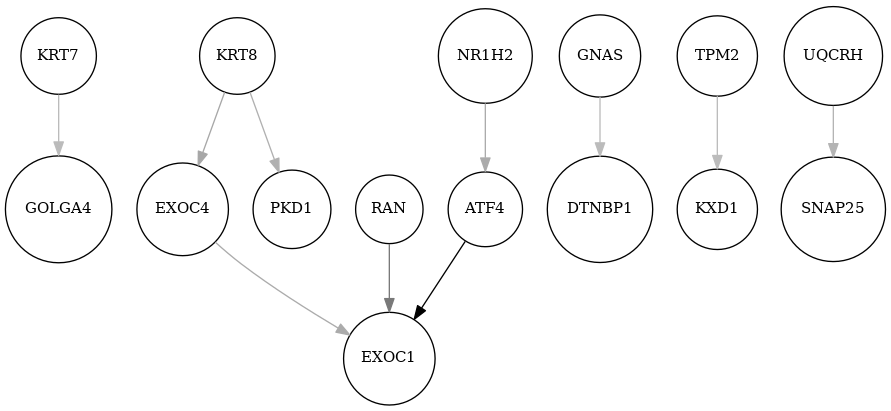 KRT7
KRT8
NR1H2
GNAS
TPM2
UQCRH
GOLGA4
EXOC4
PKD1
RAN
ATF4
DTNBP1
KXD1
SNAP25
EXOC1